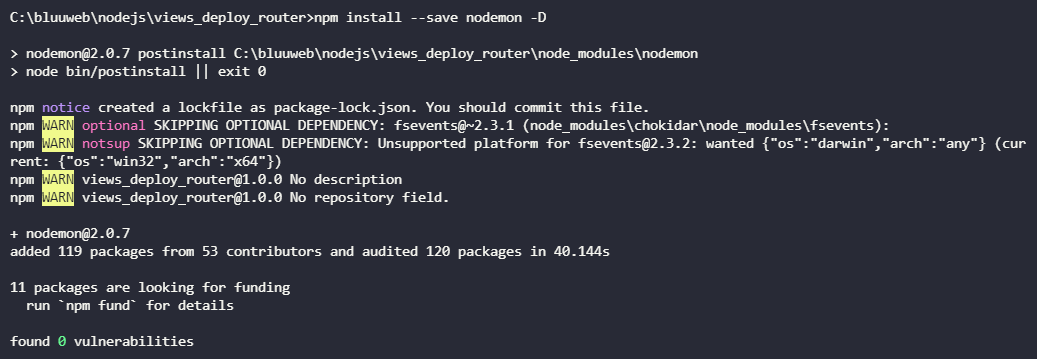 C:\bluuweb\nodejs\views_deploy_router>npm install --save nodemon -D
> nodemon@2.0.7 postinstall C:\bluuweb\nodejs\views_deploy_router\node_modules\nodemon
> node bin/postinstall || exit 0
npm notice created a lockfile as package-lock.json. You should commit this file.
npm WARN optional SKIPPING OPTIONAL DEPENDENCY: fsevents@~2.3.1 (node_modules\chokidar\node_modules\fsevents):
npm WARN notsup SKIPPING OPTIONAL DEPENDENCY: Unsupported platform for fsevents@2.3.2: wanted {"os":"darwin","arch":"any"} (cur
rent: {"os":"win32","arch":"x64"})
npm WARN views_deploy_router@1.0.0 No description
npm WARN views_deploy_router@1.0.0 No repository field.
+ nodemon@2.0.7
added 119 packages from 53 contributors and audited 120 packages in 40.144s
11 packages are looking for funding
  run `npm fund` for details
found 0 vulnerabilities